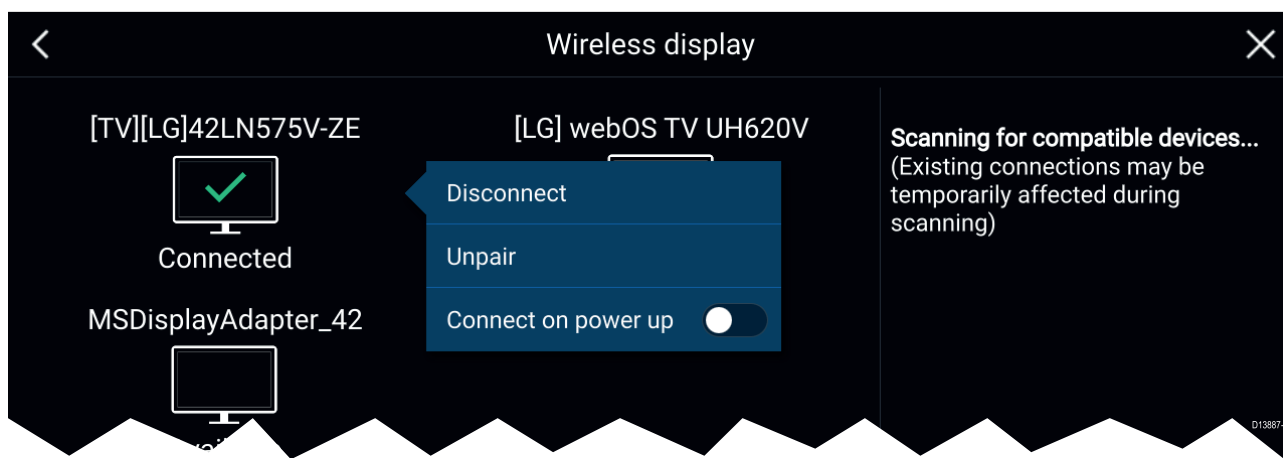 Wireless display
[TV][LG]42LN575V-ZE
[LG] webOS TV UH620V
Connected
Disconnect
Unpair
Connect on power up
MSDisplayAdapter_42
Scanning for compatible devices...
(Existing connections may be
temporarily affected during
scanning)
D13887-